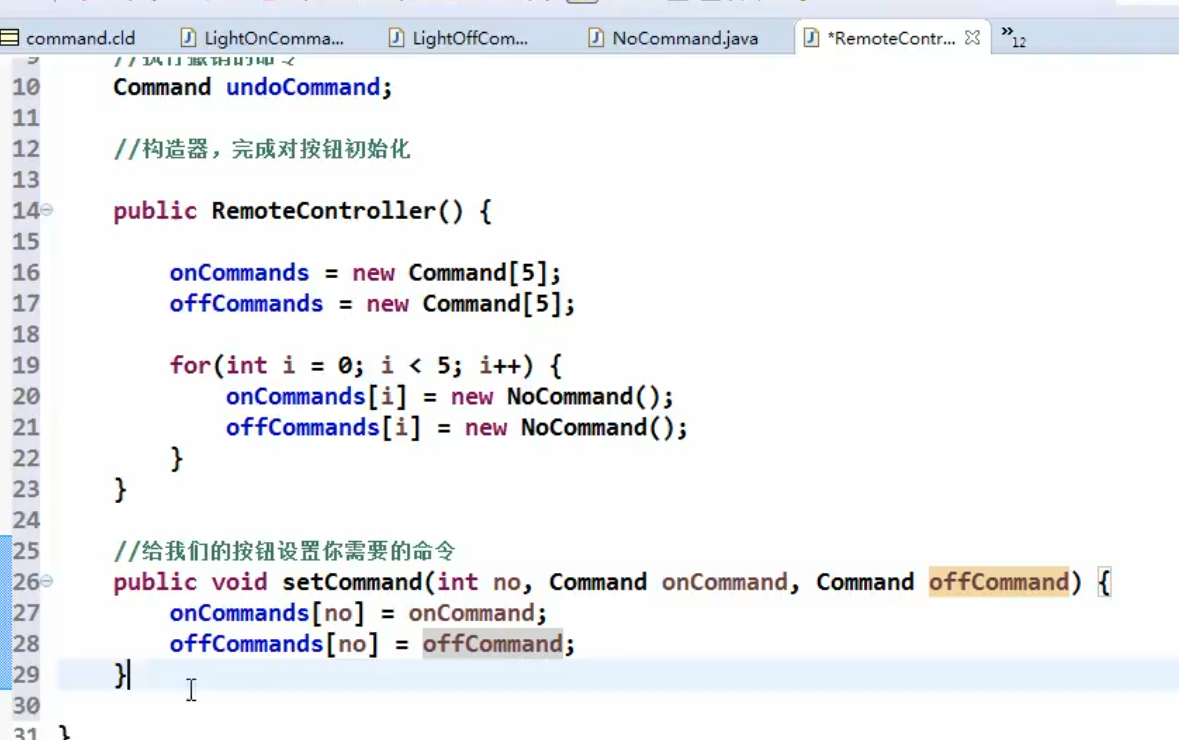 command.cld LightOnComma... LightOffCom... NoCommand.java *RemoteContr... »12
10 Command undoCommand;
11
12 //构造器，完成对按钮初始化
13
14 public RemoteController() {
15
16 onCommands = new Command[5];
17 offCommands = new Command[5];
18
19 for(int i = 0; i < 5; i++) {
20 onCommands[i] = new NoCommand();
21 offCommands[i] = new NoCommand();
22 }
23 }
24
25 //给我们的按钮设置你需要的命令
26 public void setCommand(int no, Command onCommand, Command offCommand) {
27 onCommands[no] = onCommand;
28 offCommands[no] = offCommand;
29 }
30
31 }